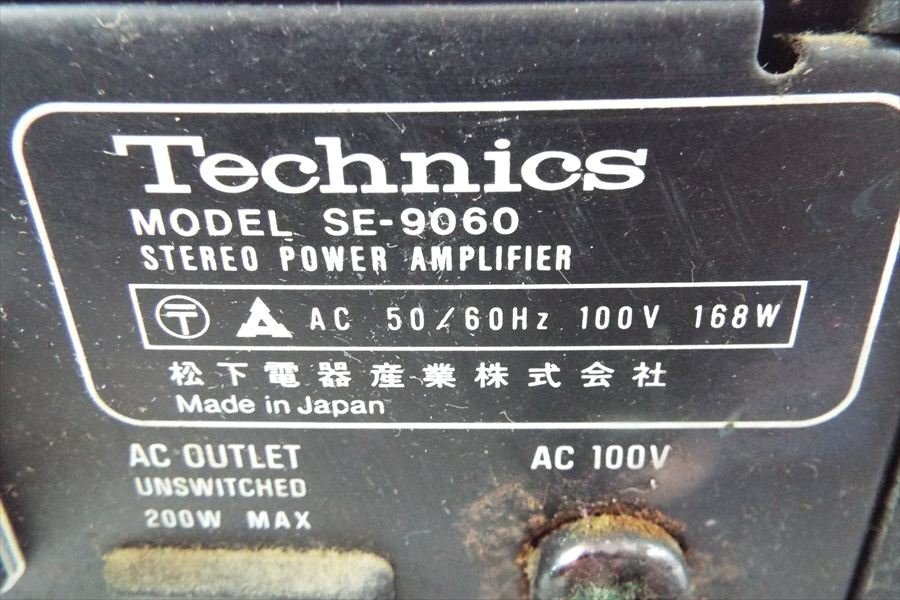 Technics
MODEL SE-9060
STEREO POWER AMPLIFIER
〒 AC 50/60Hz 100V 168W
松下電器産業株式会社
Made in Japan
AC OUTLET
UNSWITCHED
200W MAX
AC 100V